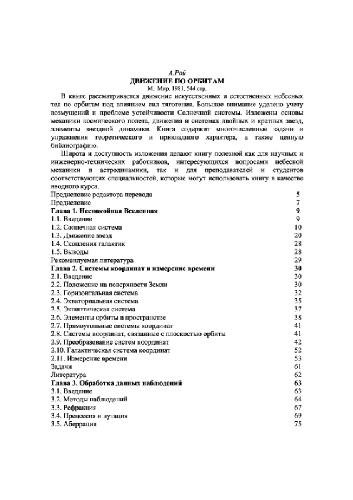 А.Рой
ДВИЖЕНИЕ ПО ОРБИТАМ
М.: Мир, 1981, 544 стр.
В книге рассматривается движение искусственных и естественных небесных
тел по орбитам под влиянием сил тяготения. Большое внимание уделено учету
возмущений и проблеме устойчивости Солнечной системы. Изложены основы
механики космического полета, движения в системах двойных и кратных звезд,
элементы звездной динамики. Книга содержит многочисленные задачи и
упражнения теоретического и прикладного характера, а также ценную
библиографию.
Широта и доступность изложения делают книгу полезной как для научных и
инженерно-технических работников, интересующихся вопросами небесной
механики и астродинамики, так и для преподавателей и студентов
соответствующих специальностей, которые могут использовать книгу в качестве
вводного курса.
Предисловие редактора перевода 5
Предисловие 7
Глава 1. Неспокойная Вселенная 9
1.1. Введение 9
1.2. Солнечная система 10
1.3. Движение звезд 20
1.4. Скопления галактик 28
1.5. Выводы 28
Рекомендуемая литература 29
Глава 2. Системы координат и измерение времени 30
2.1. Введение 30
2.2. Положение на поверхности Земли 30
2.3. Горизонтальная система 32
2.4. Экваториальная система 35
2.5. Эклиптическая система 37
2.6. Элементы орбиты в пространстве 38
2.7. Прямоугольные системы координат 41
2.8. Системы координат, связанные с плоскостью орбиты 41
2.9. Преобразование систем координат 42
2.10. Галактическая система координат 52
2.11. Измерение времени 53
Задачи 61
Литература 62
Глава 3. Обработка данных наблюдений 63
3.1. Введение 63
3.2. Методы наблюдений 64
3.3. Рефракция 67
3.4. Прецессия и нутация 69
3.5. Аберрация 75